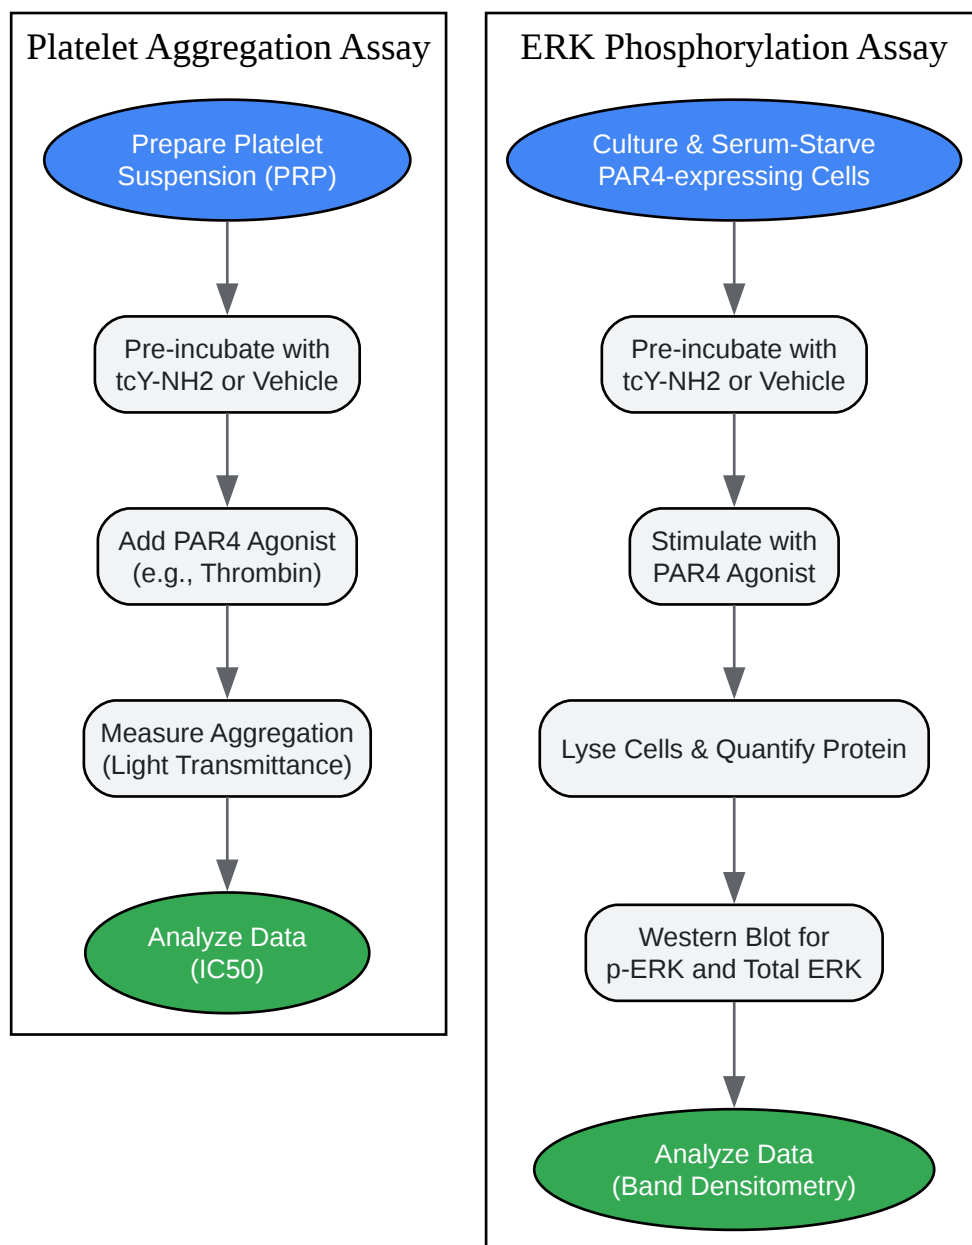 Platelet Aggregation Assay
Prepare Platelet
Suspension (PRP)
Pre-incubate with
tcY-NH2 or Vehicle
Add PAR4 Agonist
(e.g., Thrombin)
Measure Aggregation
(Light Transmittance)
Analyze Data
(IC50)
ERK Phosphorylation Assay
Culture & Serum-Starve
PAR4-expressing Cells
Pre-incubate with
tcY-NH2 or Vehicle
Stimulate with
PAR4 Agonist
Lyse Cells & Quantify Protein
Western Blot for
p-ERK and Total ERK
Analyze Data
(Band Densitometry)